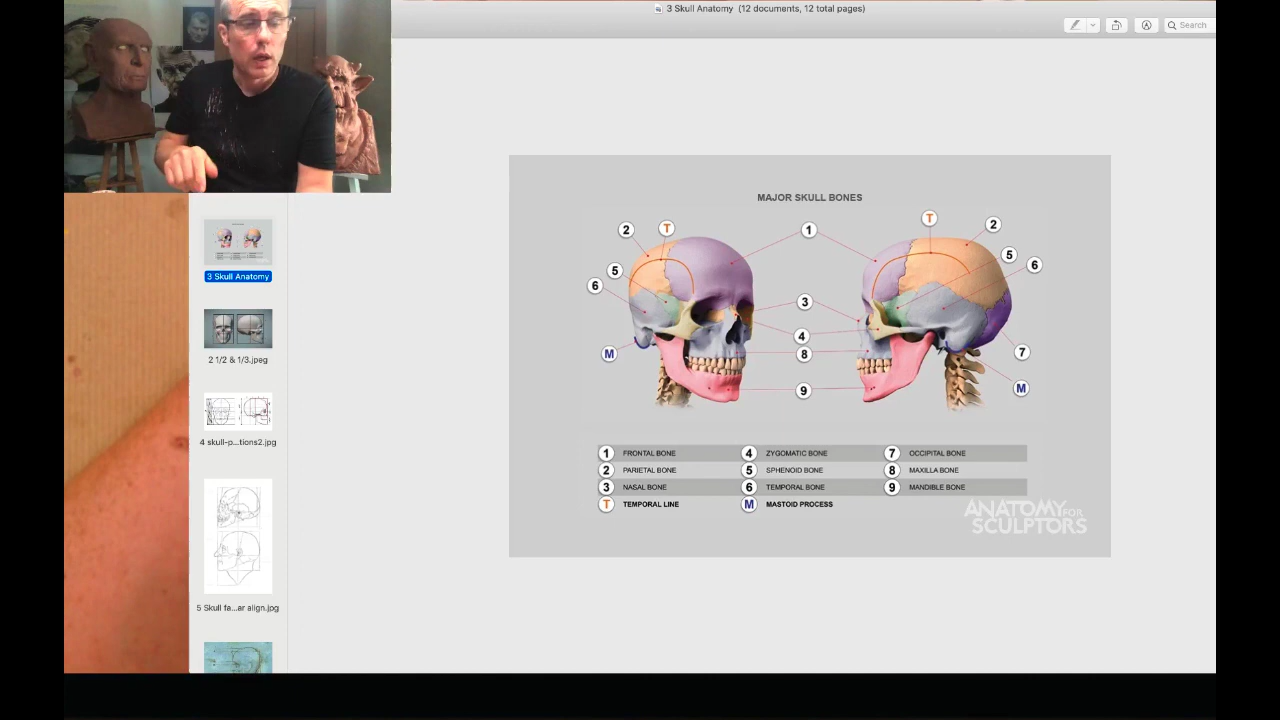 3 Skull Anatomy (12 documents, 12 total pages)
Search
3 Skull Anatomy
2 1/2 & 1/3.jpeg
4 skull-p...tions2.jpg
5 Skull fa...ar align.jpg
MAJOR SKULL BONES
2 T 1 T 2
5 5
6 6
3
4
M 8 7
9 M
1 FRONTAL BONE 4 ZYGOMATIC BONE 7 OCCIPITAL BONE
2 PARIETAL BONE 5 SPHENOID BONE 8 MAXILLA BONE
3 NASAL BONE 6 TEMPORAL BONE 9 MANDIBLE BONE
T TEMPORAL LINE M MASTOID PROCESS
ANATOMY FOR
SCULPTORS